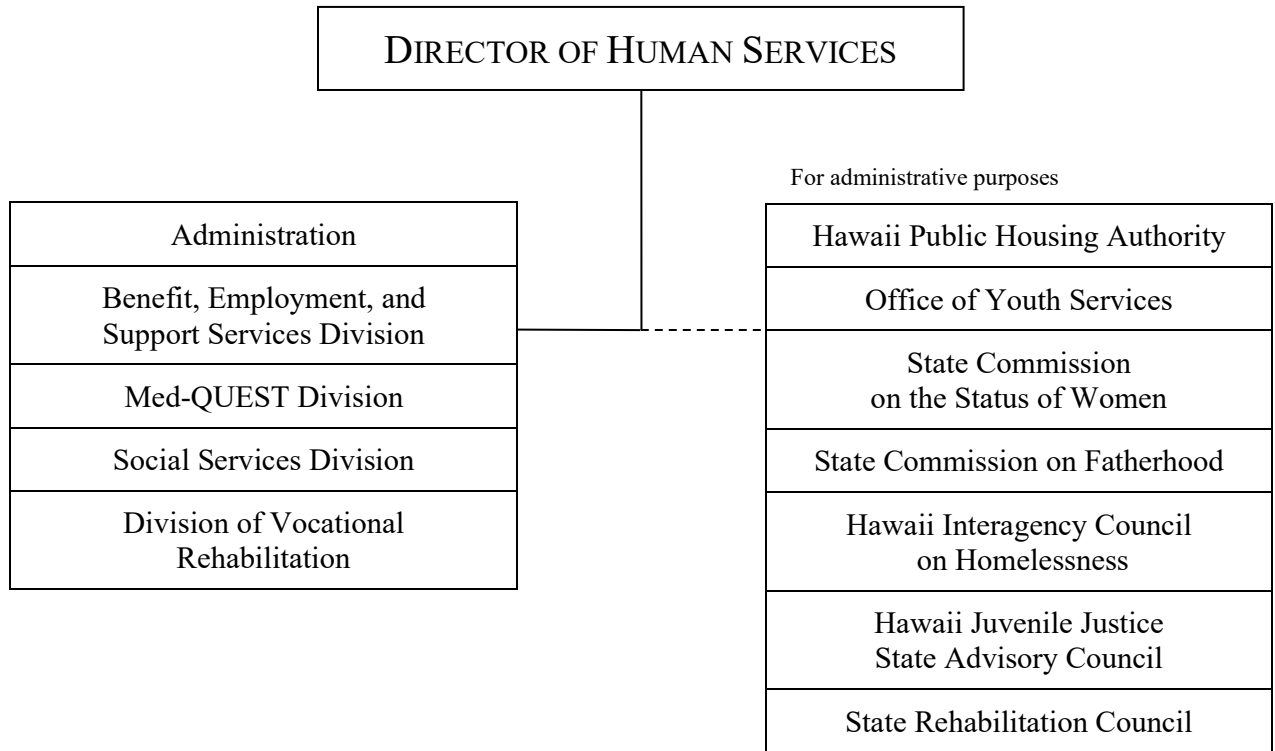 DIRECTOR OF HUMAN SERVICES
For administrative purposes
Administration
Benefit, Employment, and
Support Services Division
Med-QUEST Division
Social Services Division
Division of Vocational
Rehabilitation
Hawaii Public Housing Authority
Office of Youth Services
State Commission
on the Status of Women
State Commission on Fatherhood
Hawaii Interagency Council
on Homelessness
Hawaii Juvenile Justice
State Advisory Council
State Rehabilitation Council